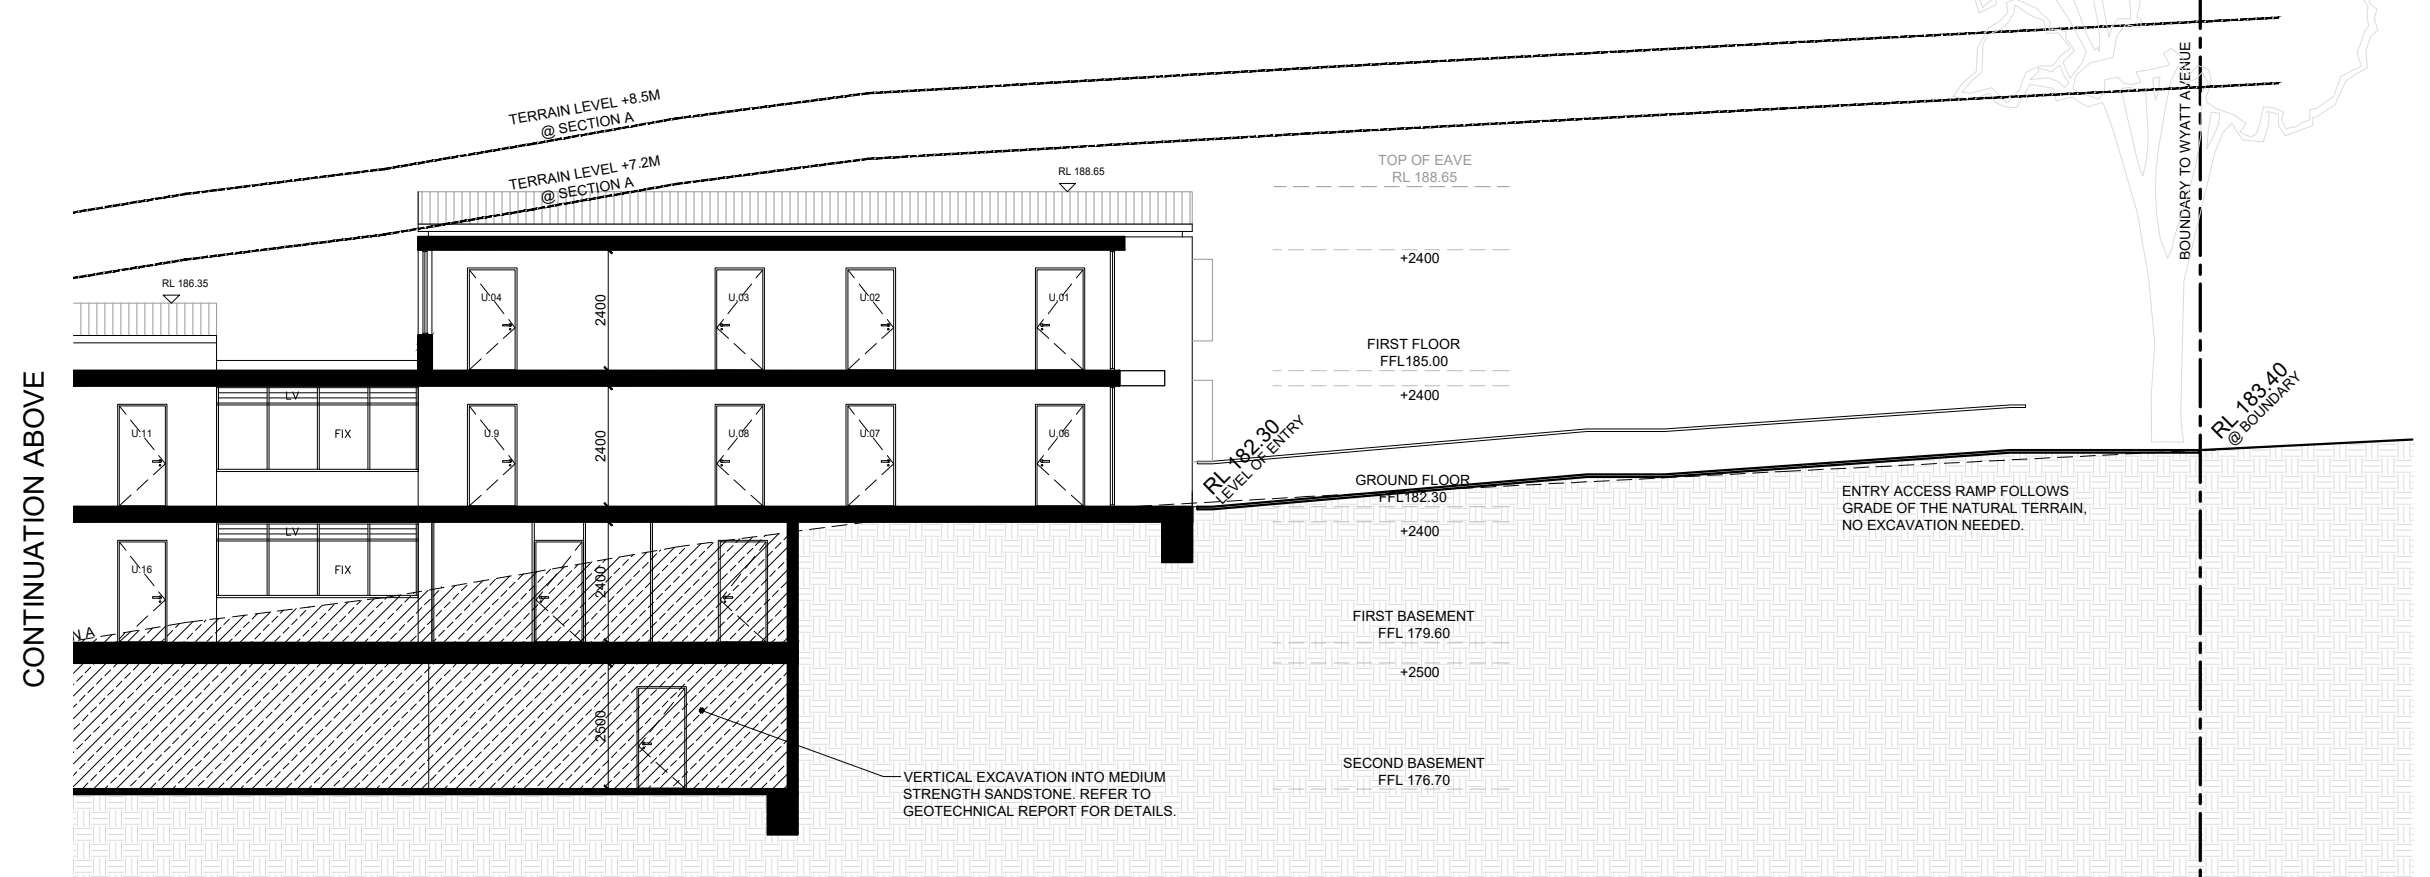 TERRAIN LEVEL +8.5M
@ SECTION A
TERRAIN LEVEL +7.2M
@ SECTION A
BOUNDARY TO WYATT AVENUE
RL 188.65
TOP OF EAVE
RL 188.65
+2400
RL 186.35
U.04
2400
U.03
U.02
U.01
FIRST FLOOR
FFL185.00
+2400
CONTINUATION ABOVE
LV
U.11
FIX
U.9
2400
U.08
U.07
U.06
RL 182.30
LEVEL OF ENTRY
RL 183.40
@ BOUNDARY
GROUND FLOOR
FFL182.30
+2400
ENTRY ACCESS RAMP FOLLOWS
GRADE OF THE NATURAL TERRAIN,
NO EXCAVATION NEEDED.
LV
U.16
FIX
2400
N A
FIRST BASEMENT
FFL 179.60
+2500
2500
VERTICAL EXCAVATION INTO MEDIUM
STRENGTH SANDSTONE. REFER TO
GEOTECHNICAL REPORT FOR DETAILS.
SECOND BASEMENT
FFL 176.70